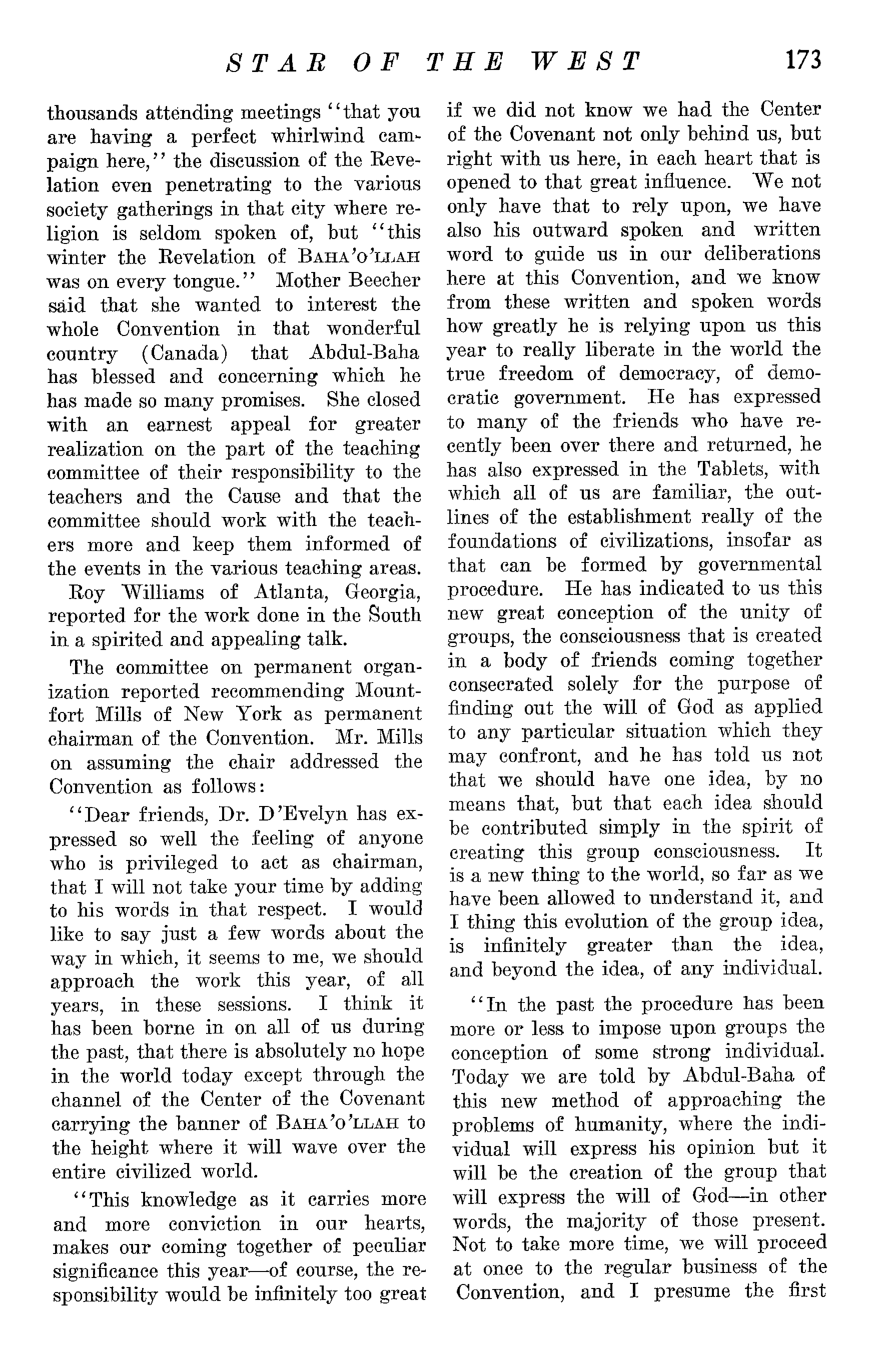 STAR OF THE WEST 173
thousands attending meetings "that you
are having a perfect whirlwind cam-
paign here," the discussion of the Reve-
lation even penetrating to the various
society gatherings in that city where re-
ligion is seldom spoken of, but "this
winter the Revelation of BAHA'O'LLAH
was on every tongue." Mother Beecher
said that she wanted to interest the
whole Convention in that wonderful
country (Canada) that Abdul-Baha
has blessed and concerning which he
has made so many promises. She closed
with an earnest appeal for greater
realization on the part of the teaching
committee of their responsibility to the
teachers and the Cause and that the
committee should work with the teach-
ers more and keep them informed of
the events in the various teaching areas.
Roy Williams of Atlanta, Georgia,
reported for the work done in the South
in a spirited and appealing talk.
The committee on permanent organ-
ization reported recommending Mount-
fort Mills of New York as permanent
chairman of the Convention. Mr. Mills
on assuming the chair addressed the
Convention as follows:
"Dear friends, Dr. D'Evelyn has ex-
pressed so well the feeling of anyone
who is privileged to act as chairman,
that I will not take your time by adding
to his words in that respect. I would
like to say just a few words about the
way in which, it seems to me, we should
approach the work this year, of all
years, in these sessions. I think it
has been borne in on all of us during
the past, that there is absolutely no hope
in the world today except through the
channel of the Center of the Covenant
carrying the banner of BAHA'O'LLAH to
the height where it will wave over the
entire civilized world.
"This knowledge as it carries more
and more conviction in our hearts,
makes our coming together of peculiar
significance this year—of course, the re-
sponsibility would be infinitely too great
if we did not know we had the Center
of the Covenant not only behind us, but
right with us here, in each heart that is
opened to that great influence. We not
only have that to rely upon, we have
also his outward spoken and written
word to guide us in our deliberations
here at this Convention, and we know
from these written and spoken words
how greatly he is relying upon us this
year to really liberate in the world the
true freedom of democracy, of demo-
cratic government. He has expressed
to many of the friends who have re-
cently been over there and returned, he
has also expressed in the Tablets, with
which all of us are familiar, the out-
lines of the establishment really of the
foundations of civilizations, insofar as
that can be formed by governmental
procedure. He has indicated to us this
new great conception of the unity of
groups, the consciousness that is created
in a body of friends coming together
consecrated solely for the purpose of
finding out the will of God as applied
to any particular situation which they
may confront, and he has told us not
that we should have one idea, by no
means that, but that each idea should
be contributed simply in the spirit of
creating this group consciousness. It
is a new thing to the world, so far as we
have been allowed to understand it, and
I thing this evolution of the group idea,
is infinitely greater than the idea,
and beyond the idea, of any individual.
"In the past the procedure has been
more or less to impose upon groups the
conception of some strong individual.
Today we are told by Abdul-Baha of
this new method of approaching the
problems of humanity, where the indi-
vidual will express his opinion but it
will be the creation of the group that
will express the will of God—in other
words, the majority of those present.
Not to take more time, we will proceed
at once to the regular business of the
Convention, and I presume the first